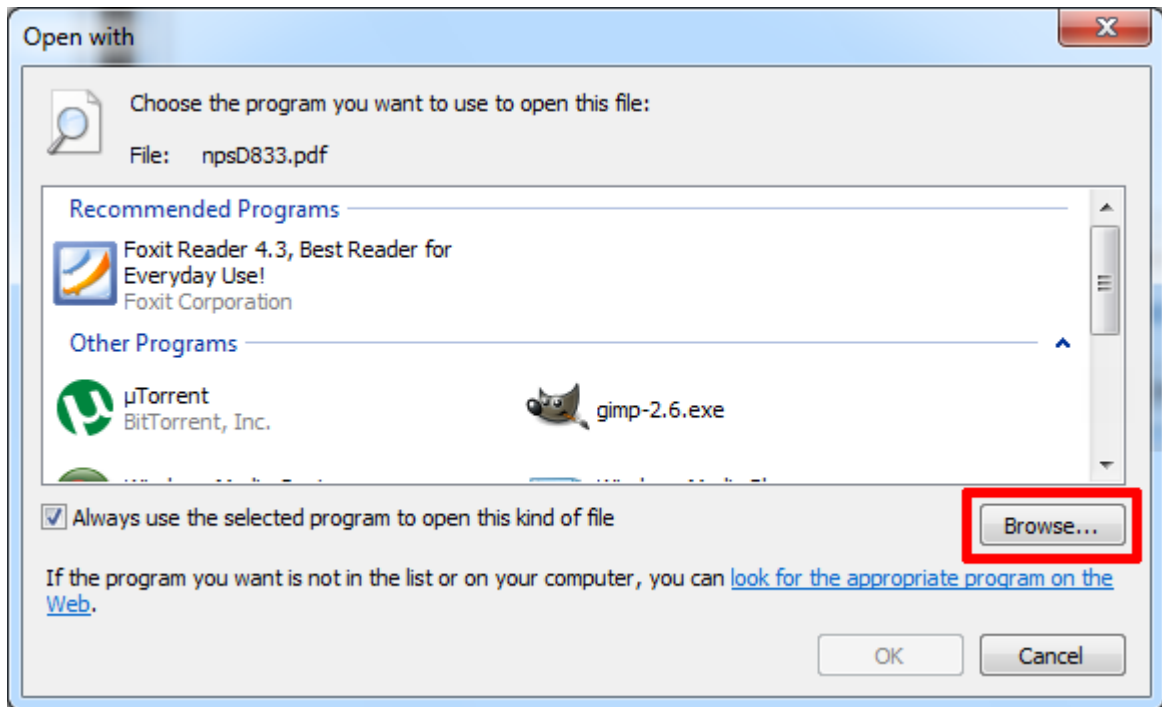 Open with
Choose the program you want to use to open this file:
File: npsD833.pdf
Recommended Programs
Foxit Reader 4.3, Best Reader for
Everyday Use!
Foxit Corporation
Other Programs
µTorrent
BitTorrent, Inc.
gimp-2.6.exe
Always use the selected program to open this kind of file
Browse...
If the program you want is not in the list or on your computer, you can look for the appropriate program on the
Web.
OK
Cancel